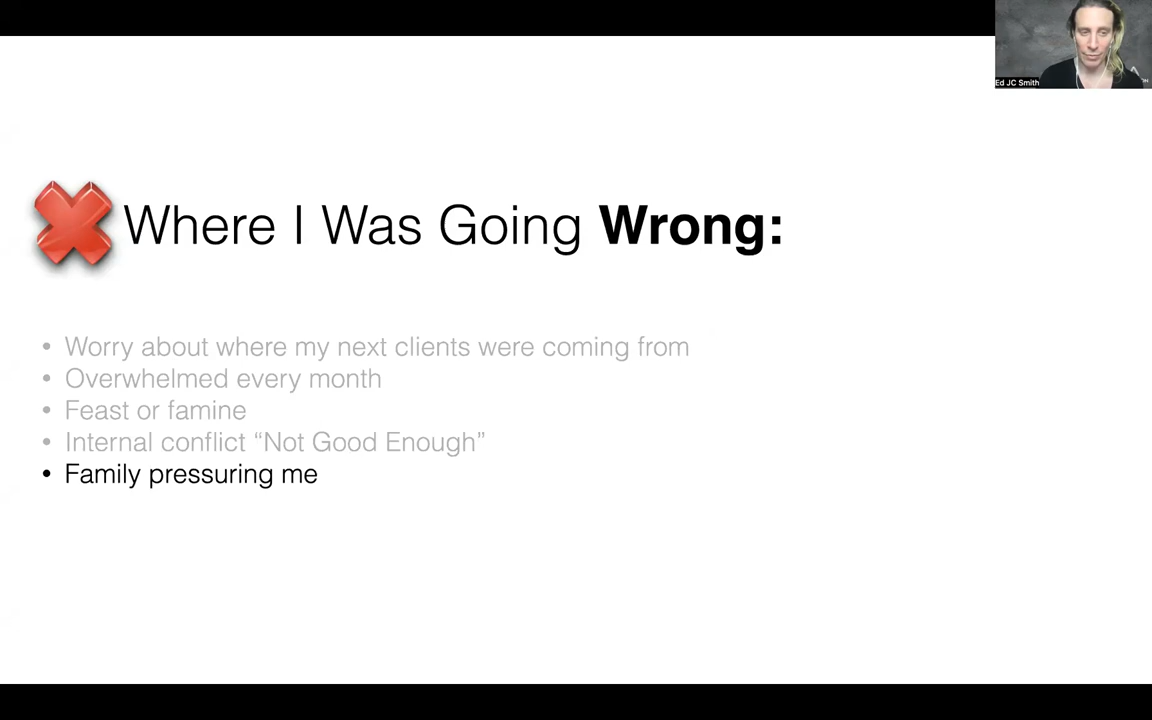 Ed JC Smith
Where I Was Going Wrong:
• Worry about where my next clients were coming from
• Overwhelmed every month
• Feast or famine
• Internal conflict “Not Good Enough”
• Family pressuring me